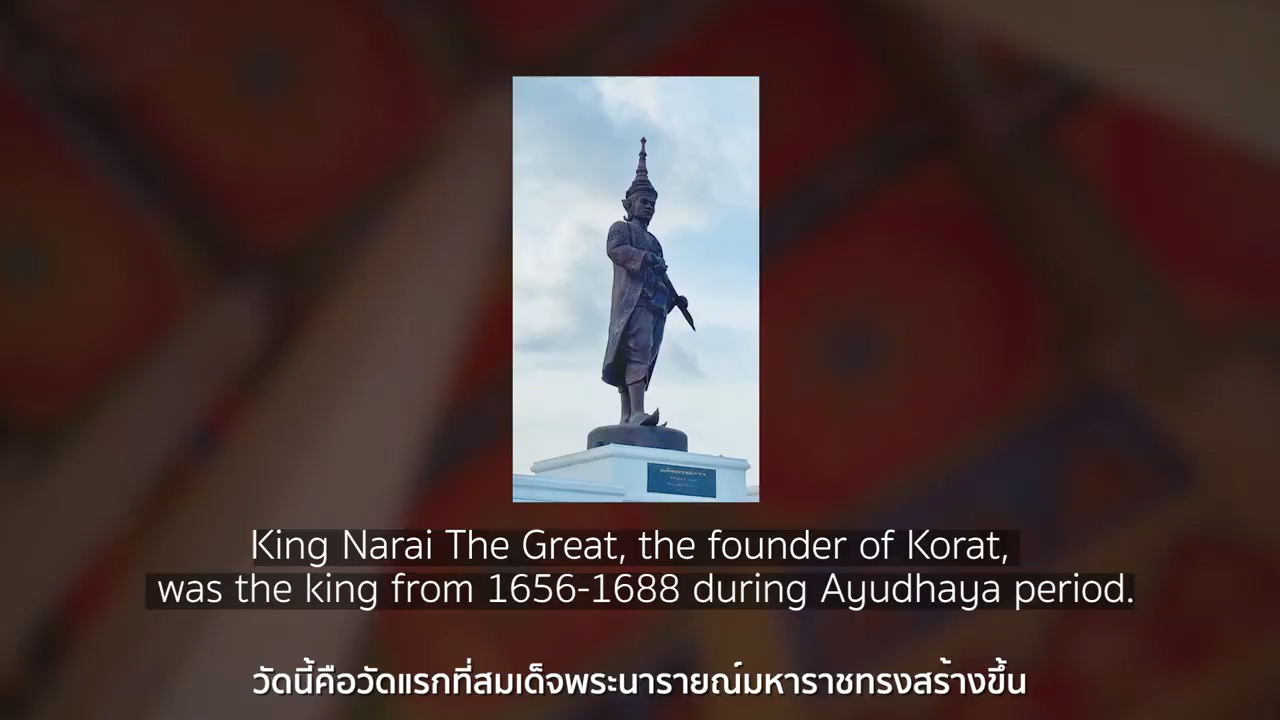 King Narai The Great, the founder of Korat,
was the king from 1656-1688 during Ayudhaya period.
วัดนี้คือวัดแรกที่สมเด็จพระนารายณ์มหาราชทรงสร้างขึ้น